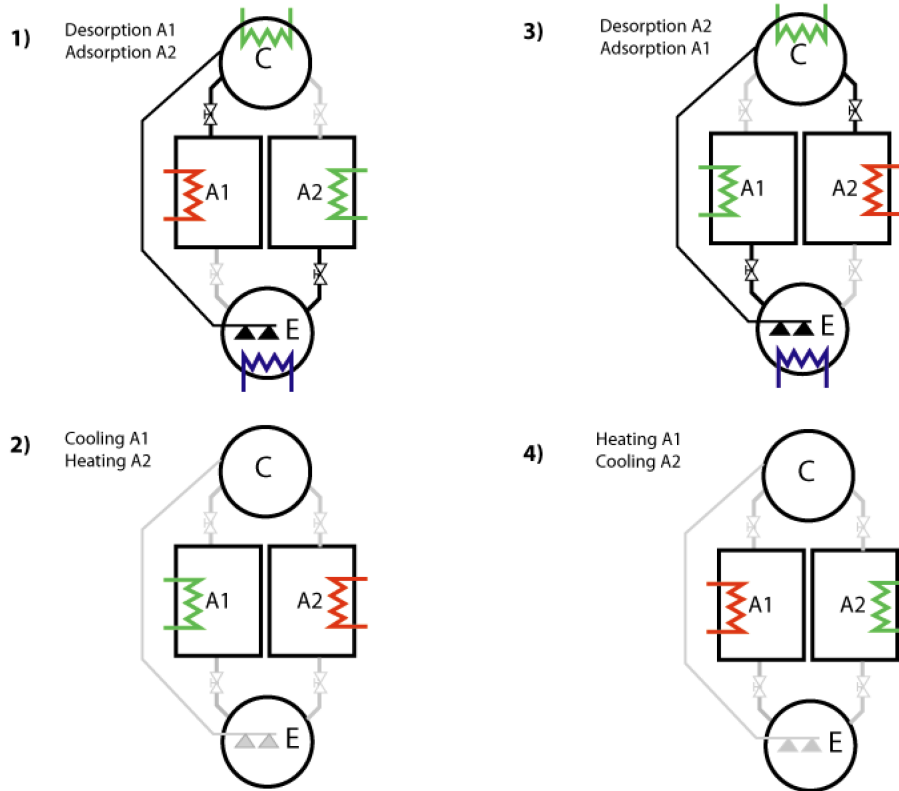 1)
Desorption A1
Adsorption A2
C
A1
A2
E
3)
Desorption A2
Adsorption A1
C
A1
A2
E
2)
Cooling A1
Heating A2
C
A1
A2
E
4)
Heating A1
Cooling A2
C
A1
A2
E